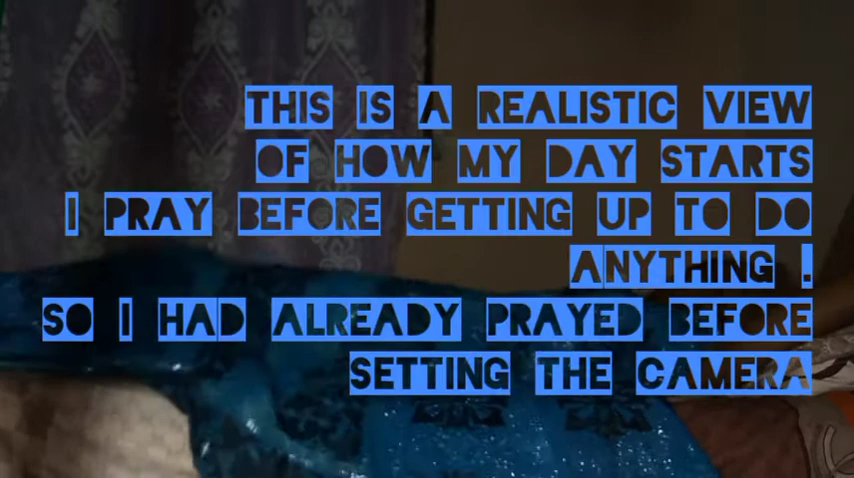 THIS IS A REALISTIC VIEW
OF HOW MY DAY STARTS
I PRAY BEFORE GETTING UP TO DO
ANYTHING .
SO I HAD ALREADY PRAYED BEFORE
SETTING THE CAMERA